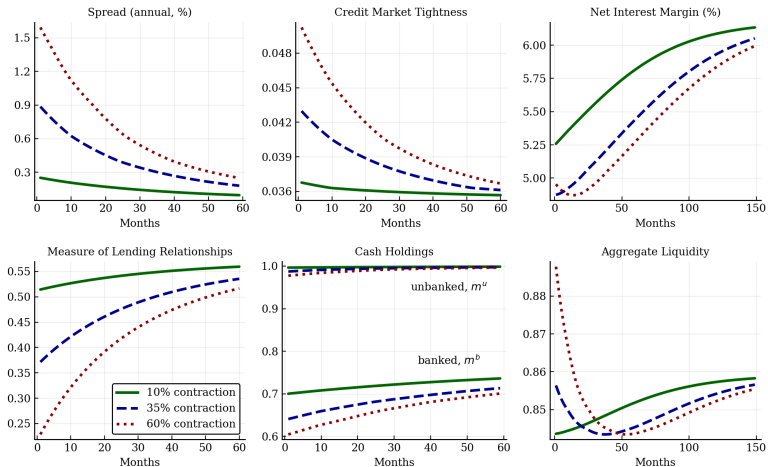 Spread (annual, %)
1.5
1.2
0.9
0.6
0.3
0 10 20 30 40 50 60
Months
Credit Market Tightness
0.048
0.045
0.042
0.039
0.036
0 10 20 30 40 50 60
Months
Net Interest Margin (%)
6.00
5.75
5.50
5.25
5.00
0 50 100 150
Months
Measure of Lending Relationships
0.55
0.50
0.45
0.40
0.35
0.30
0.25
10% contraction
35% contraction
60% contraction
0 10 20 30 40 50 60
Months
Cash Holdings
1.0
0.9
0.8
0.7
0.6
unbanked, m^u
banked, m^b
0 10 20 30 40 50 60
Months
Aggregate Liquidity
0.88
0.87
0.86
0.85
0 50 100 150
Months